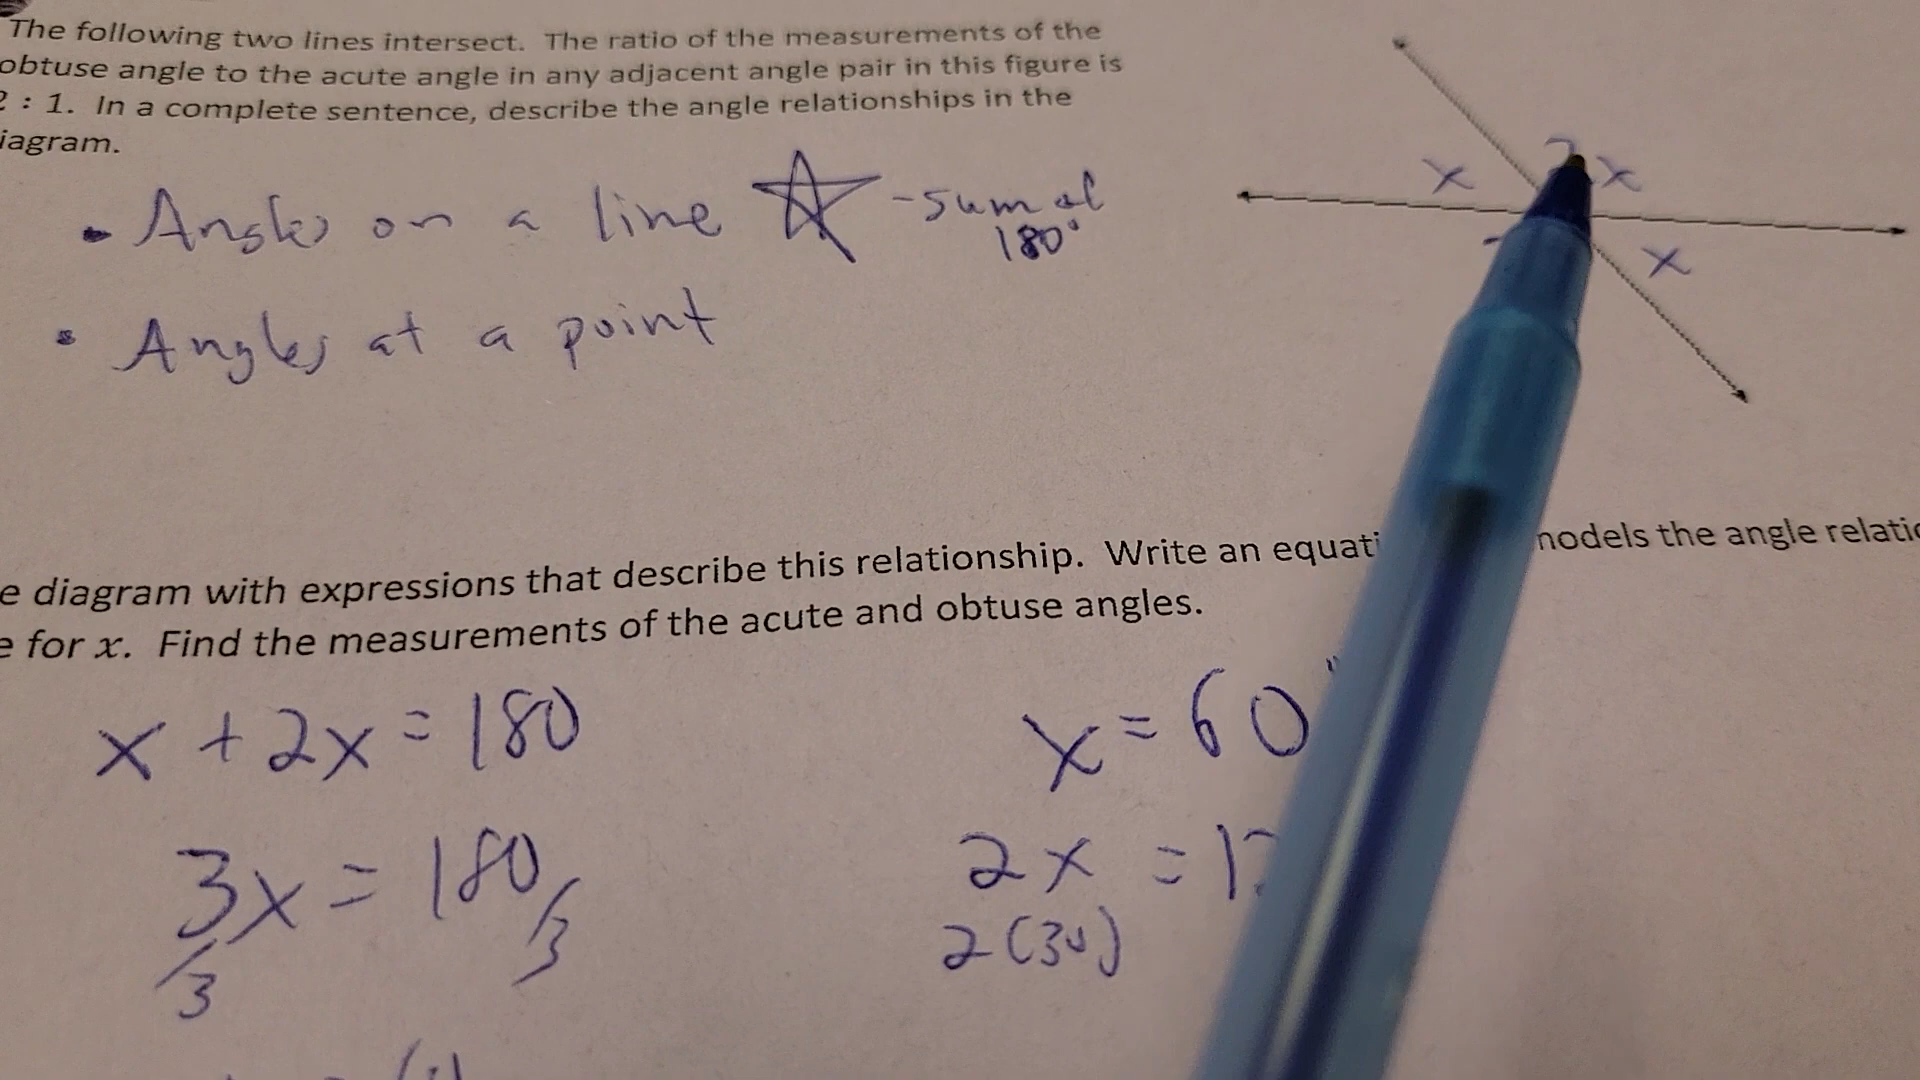 The following two lines intersect. The ratio of the measurements of the
obtuse angle to the acute angle in any adjacent angle pair in this figure is
2 : 1. In a complete sentence, describe the angle relationships in the
iagram.
• Angles on a line ☆ - sum of
180°
• Angles at a point
x
x
x
e diagram with expressions that describe this relationship. Write an equati nodels the angle relatio
e for x. Find the measurements of the acute and obtuse angles.
x + 2x = 180
x = 60
3x = 180
/3 /3
2x = 12
2(30)